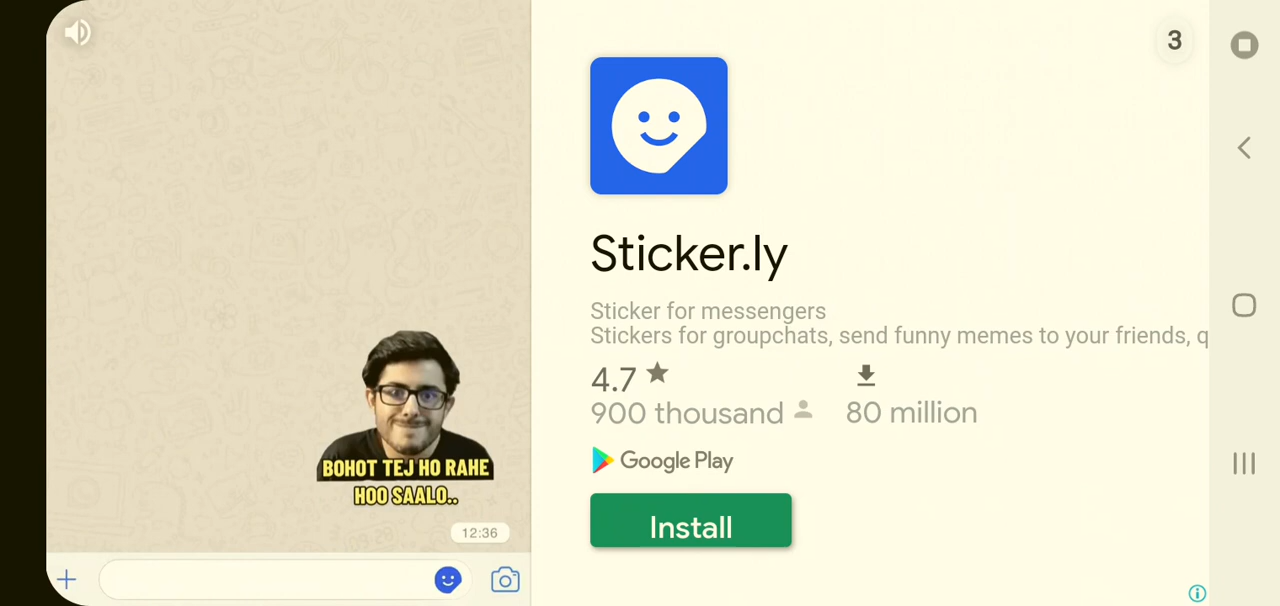 BOHOT TEJ HO RAHE
HOO SAALO..
12:36
3
Sticker.ly
Sticker for messengers
Stickers for groupchats, send funny memes to your friends, q
4.7
900 thousand
80 million
Google Play
Install